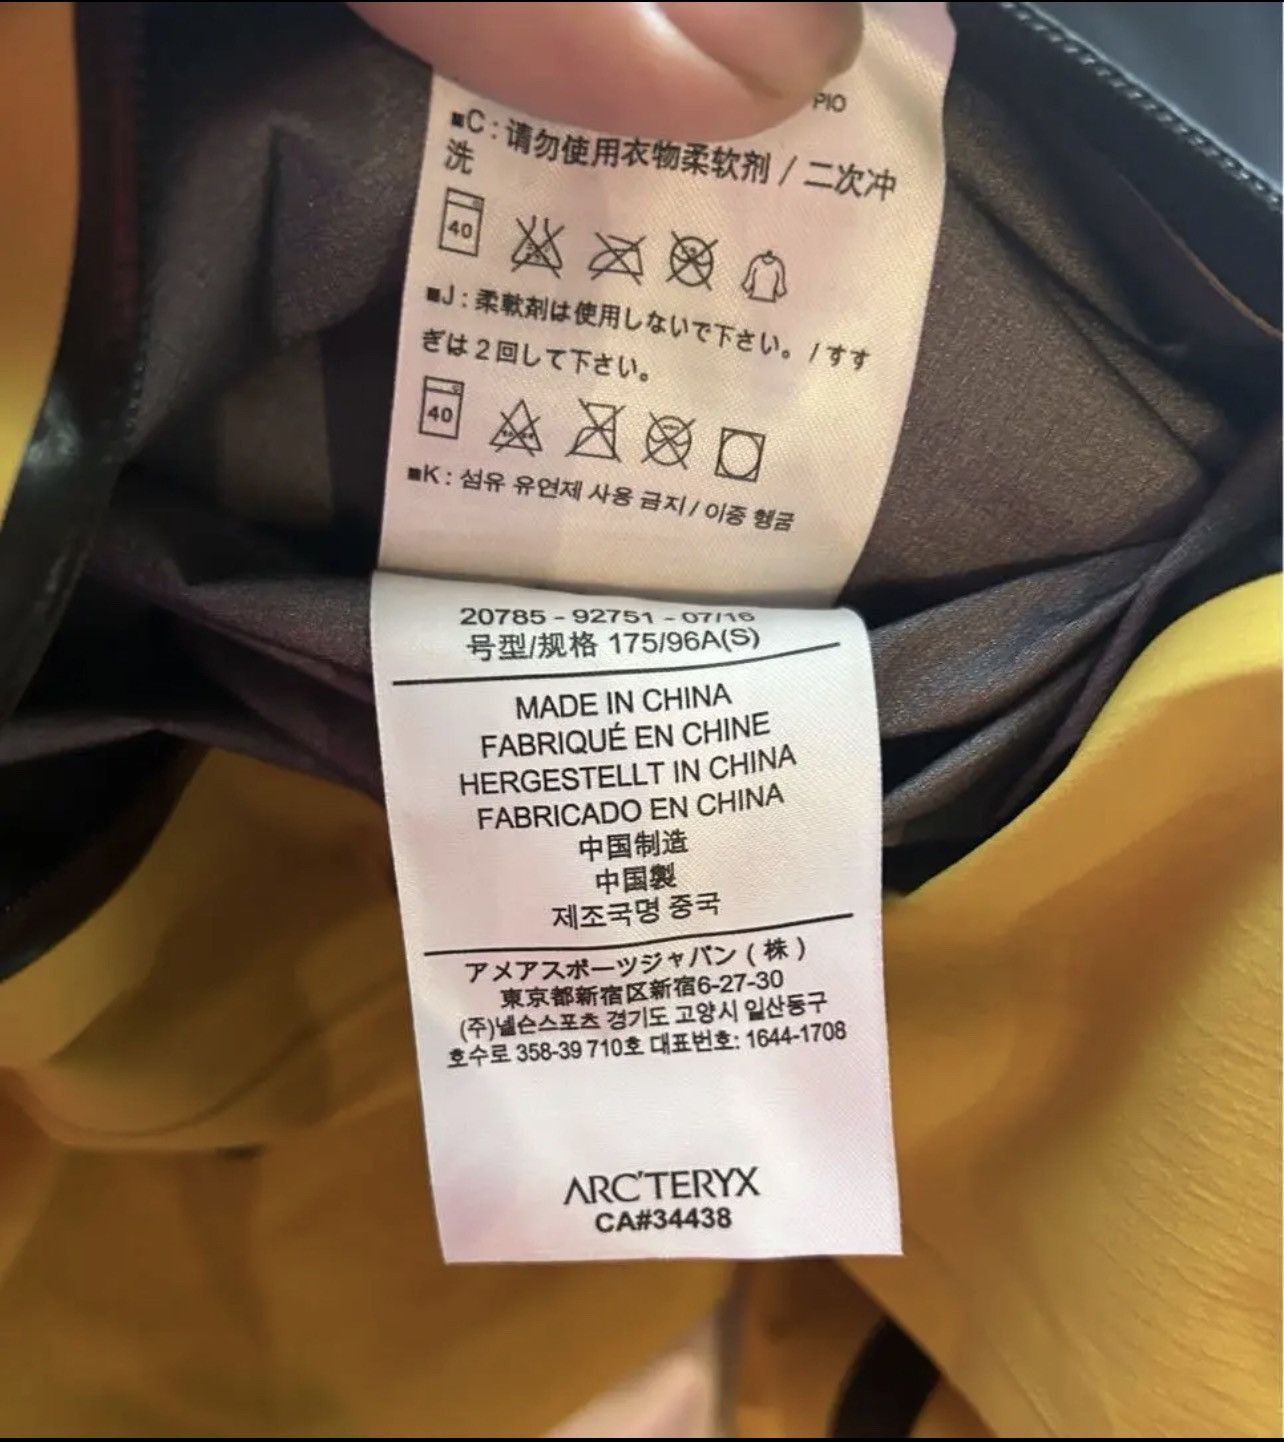 PIO
■C : 请勿使用衣物柔软剂 / 二次冲
洗
40
■J : 柔軟剤は使用しないで下さい。 / すす
ぎは2回して下さい。
40
■K : 섬유 유연제 사용 금지 / 이중 헹굼
20785 - 92751 - 07/16
号型/规格 175/96A(S)
MADE IN CHINA
FABRIQUÉ EN CHINE
HERGESTELLT IN CHINA
FABRICADO EN CHINA
中国制造
中国製
제조국명 중국
アメアスポーツジャパン ( 株 )
東京都新宿区新宿6-27-30
(주)넬슨스포츠 경기도 고양시 일산동구
호수로 358-39 710호 대표번호: 1644-1708
ARC'TERYX
CA#34438